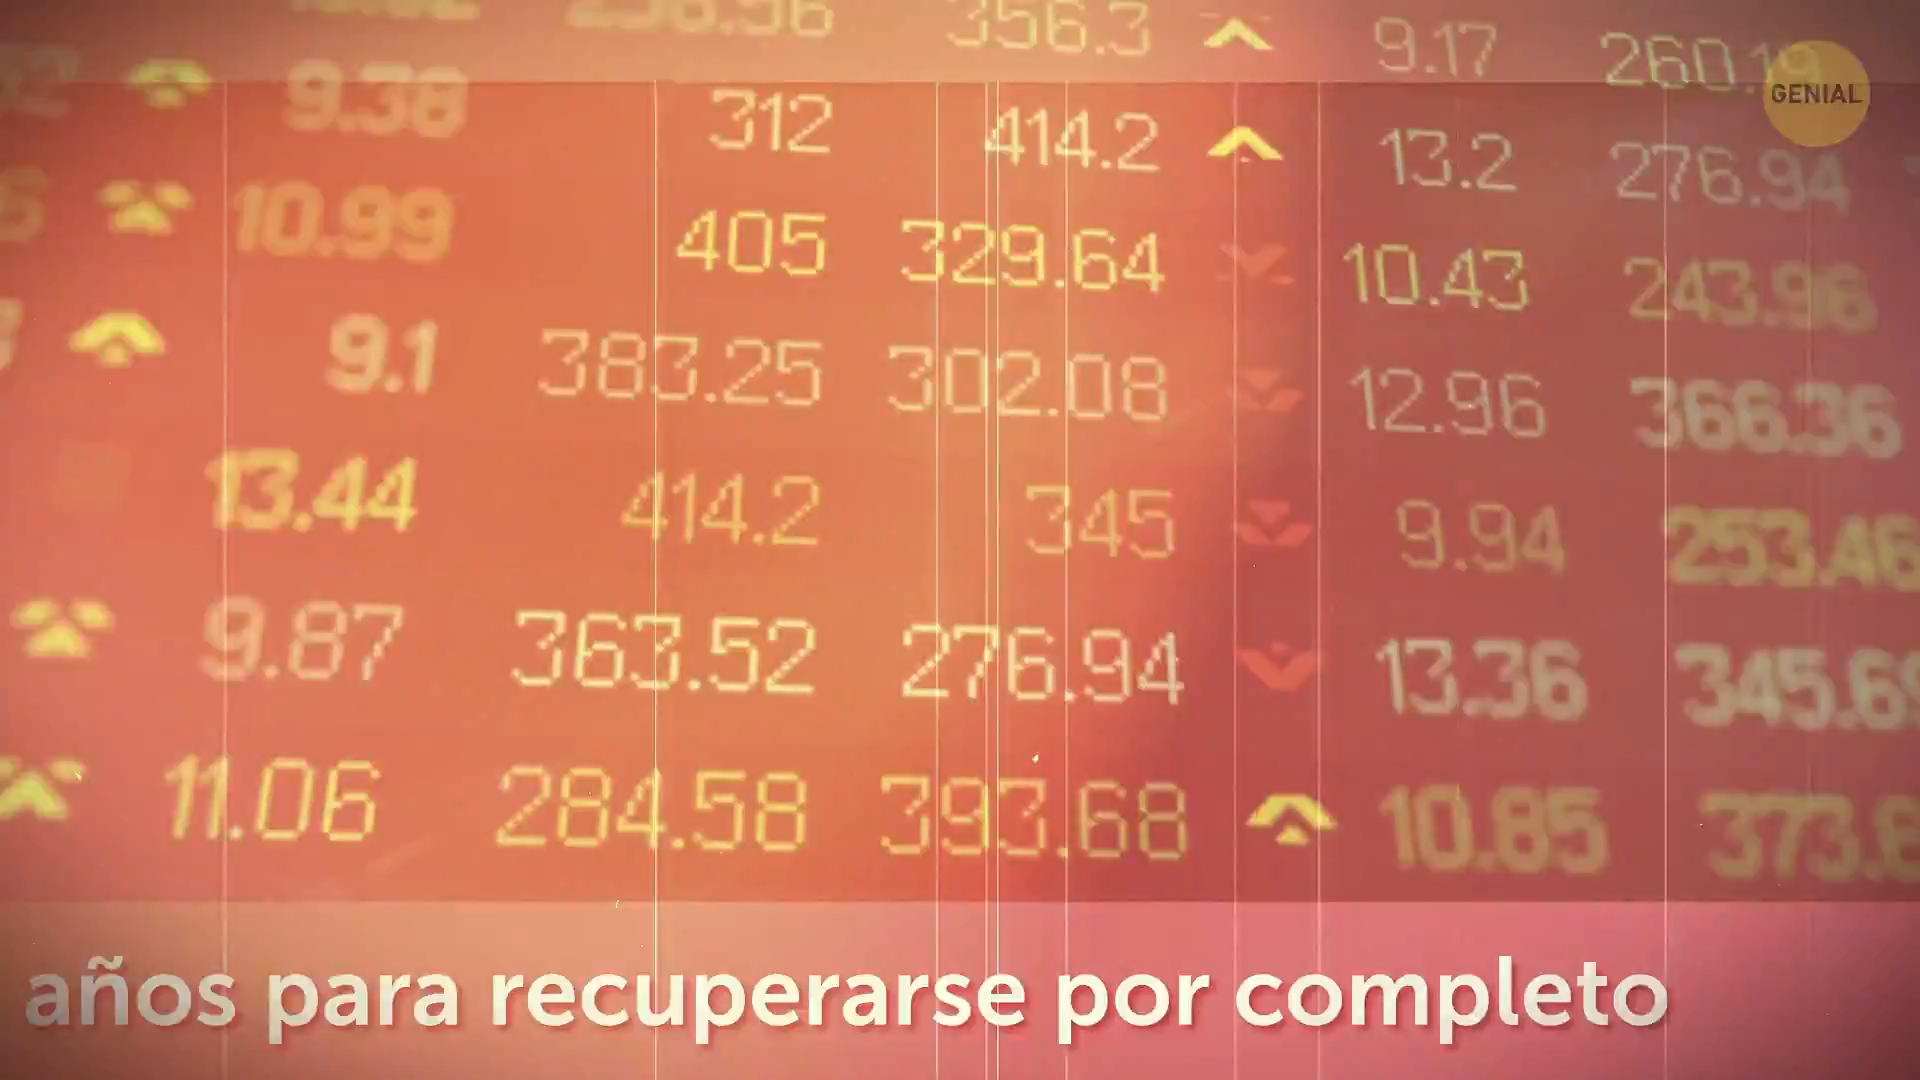 356.3 9.17
9.38 312 414.2 13.2 276.94
GENIAL
10.99 405 329.64 10.43 243.96
9.1 383.25 302.08 12.96 366.36
13.44 414.2 345 9.94 253.46
9.87 363.52 276.94 13.36 345.69
11.06 284.58 393.68 10.85
años para recuperarse por completo